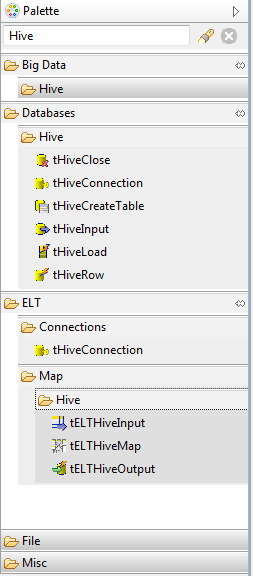 Palette
Hive
Big Data
Hive
Databases
Hive
tHiveClose
tHiveConnection
tHiveCreateTable
tHiveInput
tHiveLoad
tHiveRow
ELT
Connections
tHiveConnection
Map
Hive
tELTHiveInput
tELTHiveMap
tELTHiveOutput
File
Misc